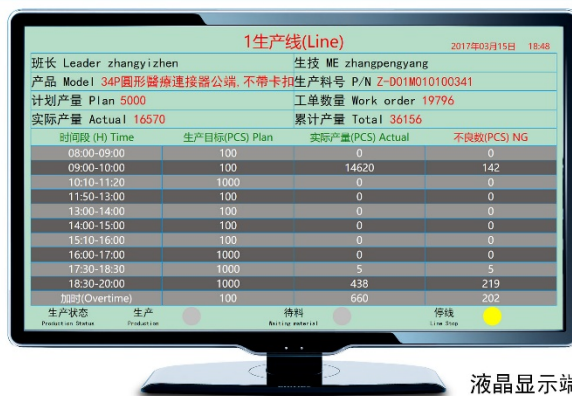 1生产线(Line)
2017年03月15日 18:48
班长 Leader zhangyizhen 生技 ME zhangpengyang
产品 Model 34P圆形醫療連接器公端,不帶卡扣 生产料号 P/N Z-D01M010100341
计划产量 Plan 5000 工单数量 Work order 19796
实际产量 Actual 16570 累计产量 Total 36156
时间段 (H) Time 生产目标(PCS) Plan 实际产量(PCS) Actual 不良数(PCS) NG
08:00-09:00 100 0 0
09:00-10:00 100 14620 142
10:10-11:20 1000 0 0
11:50-13:00 100 0 0
13:00-14:00 100 0 0
14:00-15:00 100 0 0
15:10-16:00 100 0 0
16:00-17:00 1000 0 0
17:30-18:30 1000 5 5
18:30-20:00 1000 438 219
加时(Overtime) 100 660 202
生产状态 生产 待料 停线
Production Status Production Waiting material Line Stop
液晶显示端